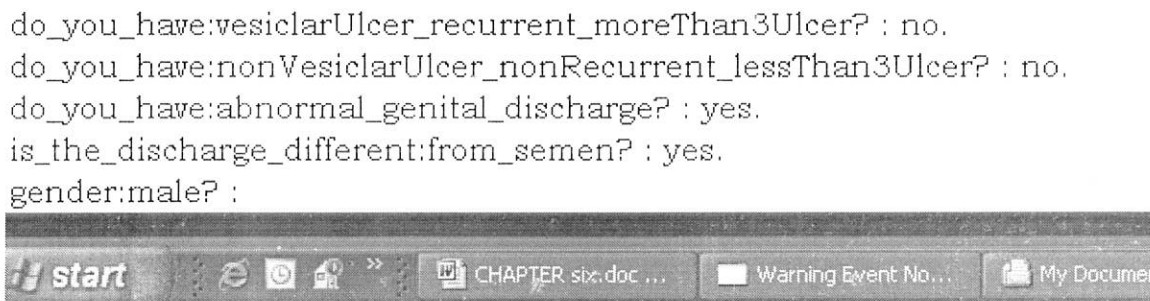 do_you_have:vesiclarUlcer_recurrent_moreThan3Ulcer? : no.
do_you_have:nonVesiclarUlcer_nonRecurrent_lessThan3Ulcer? : no.
do_you_have:abnormal_genital_discharge? : yes.
is_the_discharge_different:from_semen? : yes.
gender:male? :
start » CHAPTER six.doc ... Warning Event No... My Documen